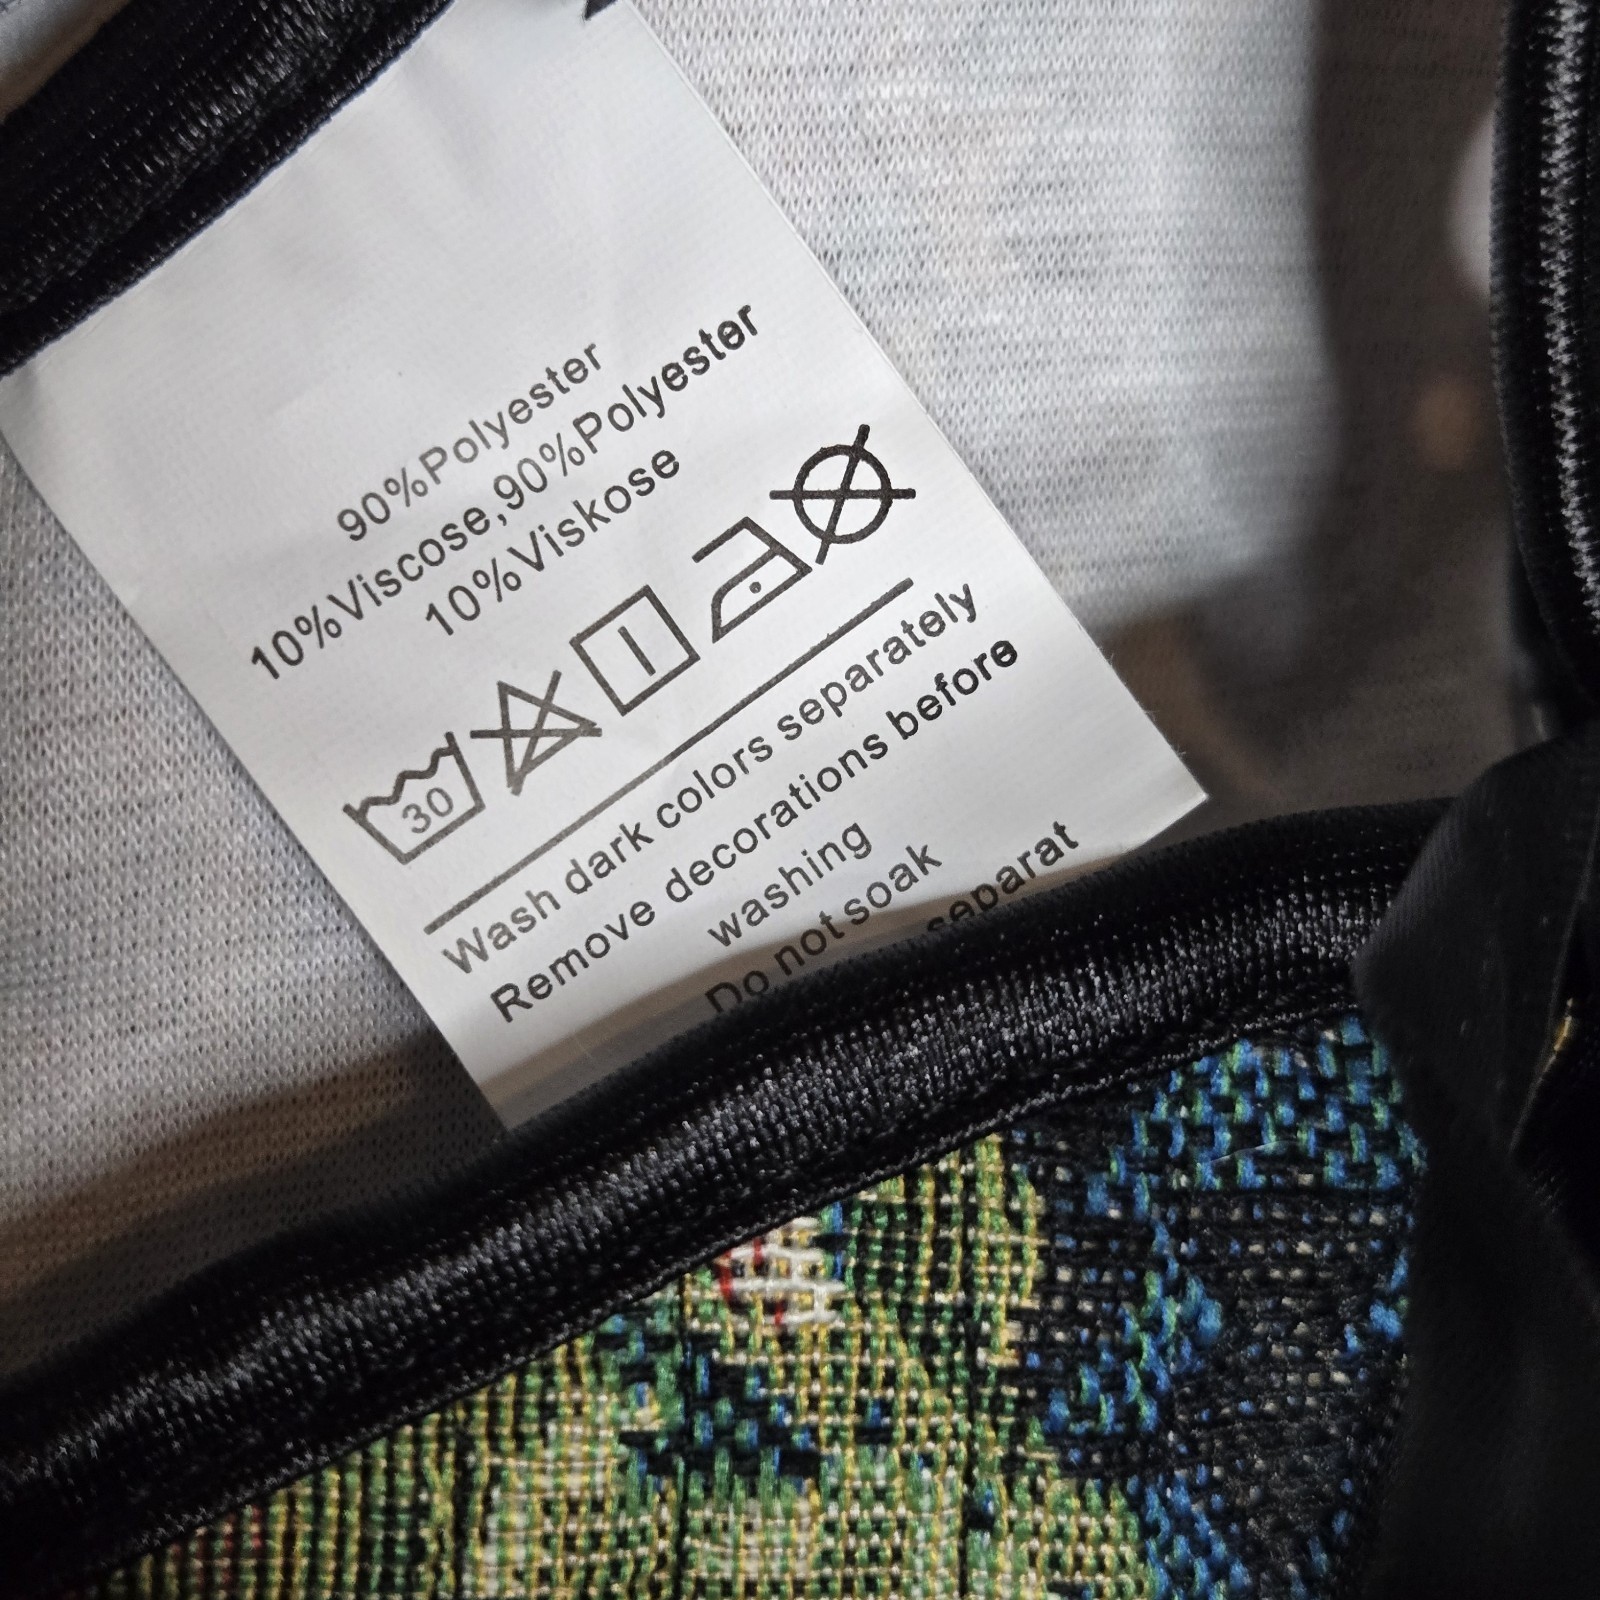 90%Polyester
10%Viscose,90%Polyester
10%Viskose
30
Wash dark colors separately
Remove decorations before
washing
Do not soak
separat